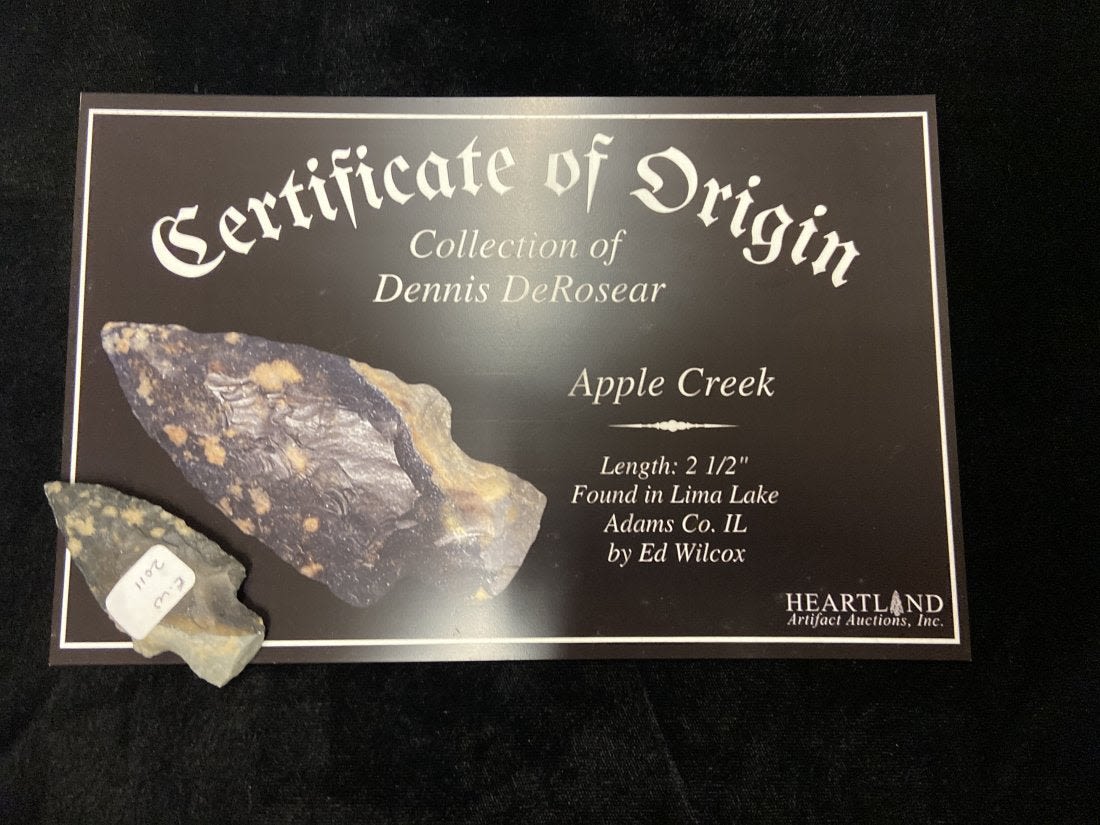 Certificate of Origin
Collection of
Dennis DeRosear
Apple Creek
Length: 2 1/2"
Found in Lima Lake
Adams Co. IL
by Ed Wilcox
HEARTLAND
Artifact Auctions, Inc.
E.W
2011